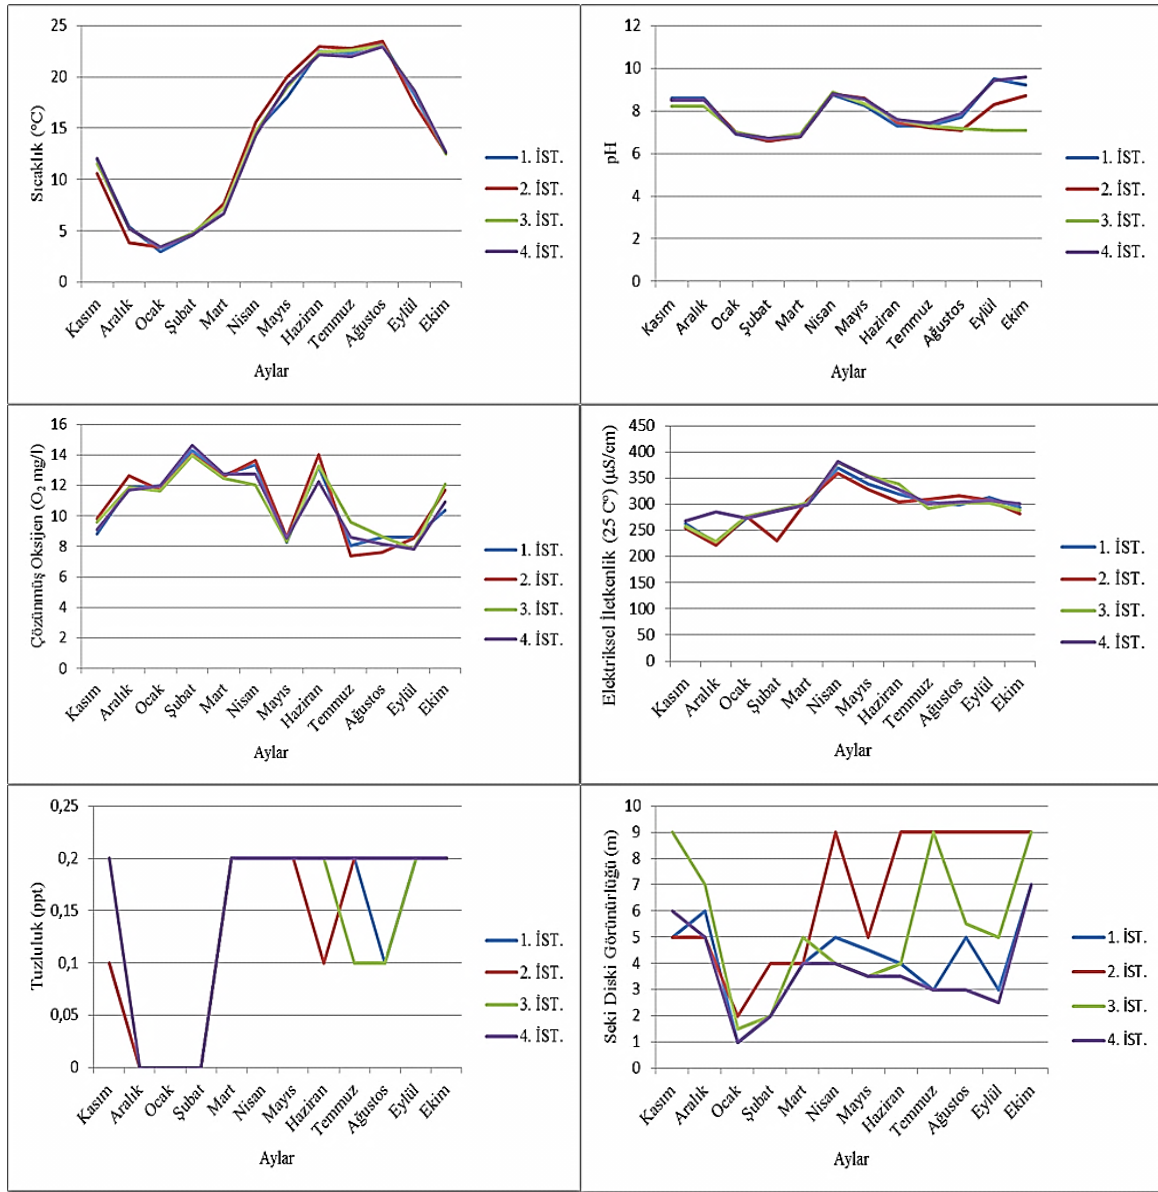 Sıcaklık (°C)
25
20
15
10
5
0
Kasım
Aralık
Ocak
Şubat
Mart
Nisan
Mayıs
Haziran
Temmuz
Ağustos
Eylül
Ekim
Aylar
1. İST.
2. İST.
3. İST.
4. İST.
pH
12
10
8
6
4
2
0
Kasım
Aralık
Ocak
Şubat
Mart
Nisan
Mayıs
Haziran
Temmuz
Ağustos
Eylül
Ekim
Aylar
1. İST.
2. İST.
3. İST.
4. İST.
Çözünmüş Oksijen (O2 mg/l)
16
14
12
10
8
6
4
2
0
Kasım
Aralık
Ocak
Şubat
Mart
Nisan
Mayıs
Haziran
Temmuz
Ağustos
Eylül
Ekim
Aylar
1. İST.
2. İST.
3. İST.
4. İST.
Elektriksel İletkenlik (25 C°) (µS/cm)
450
400
350
300
250
200
150
100
50
0
Kasım
Aralık
Ocak
Şubat
Mart
Nisan
Mayıs
Haziran
Temmuz
Ağustos
Eylül
Ekim
Aylar
1. İST.
2. İST.
3. İST.
4. İST.
Tuzluluk (ppt)
0,25
0,2
0,15
0,1
0,05
0
Kasım
Aralık
Ocak
Şubat
Mart
Nisan
Mayıs
Haziran
Temmuz
Ağustos
Eylül
Ekim
Aylar
1. İST.
2. İST.
3. İST.
4. İST.
Seki Diski Görünürlüğü (m)
10
9
8
7
6
5
4
3
2
1
0
Kasım
Aralık
Ocak
Şubat
Mart
Nisan
Mayıs
Haziran
Temmuz
Ağustos
Eylül
Ekim
Aylar
1. İST.
2. İST.
3. İST.
4. İST.